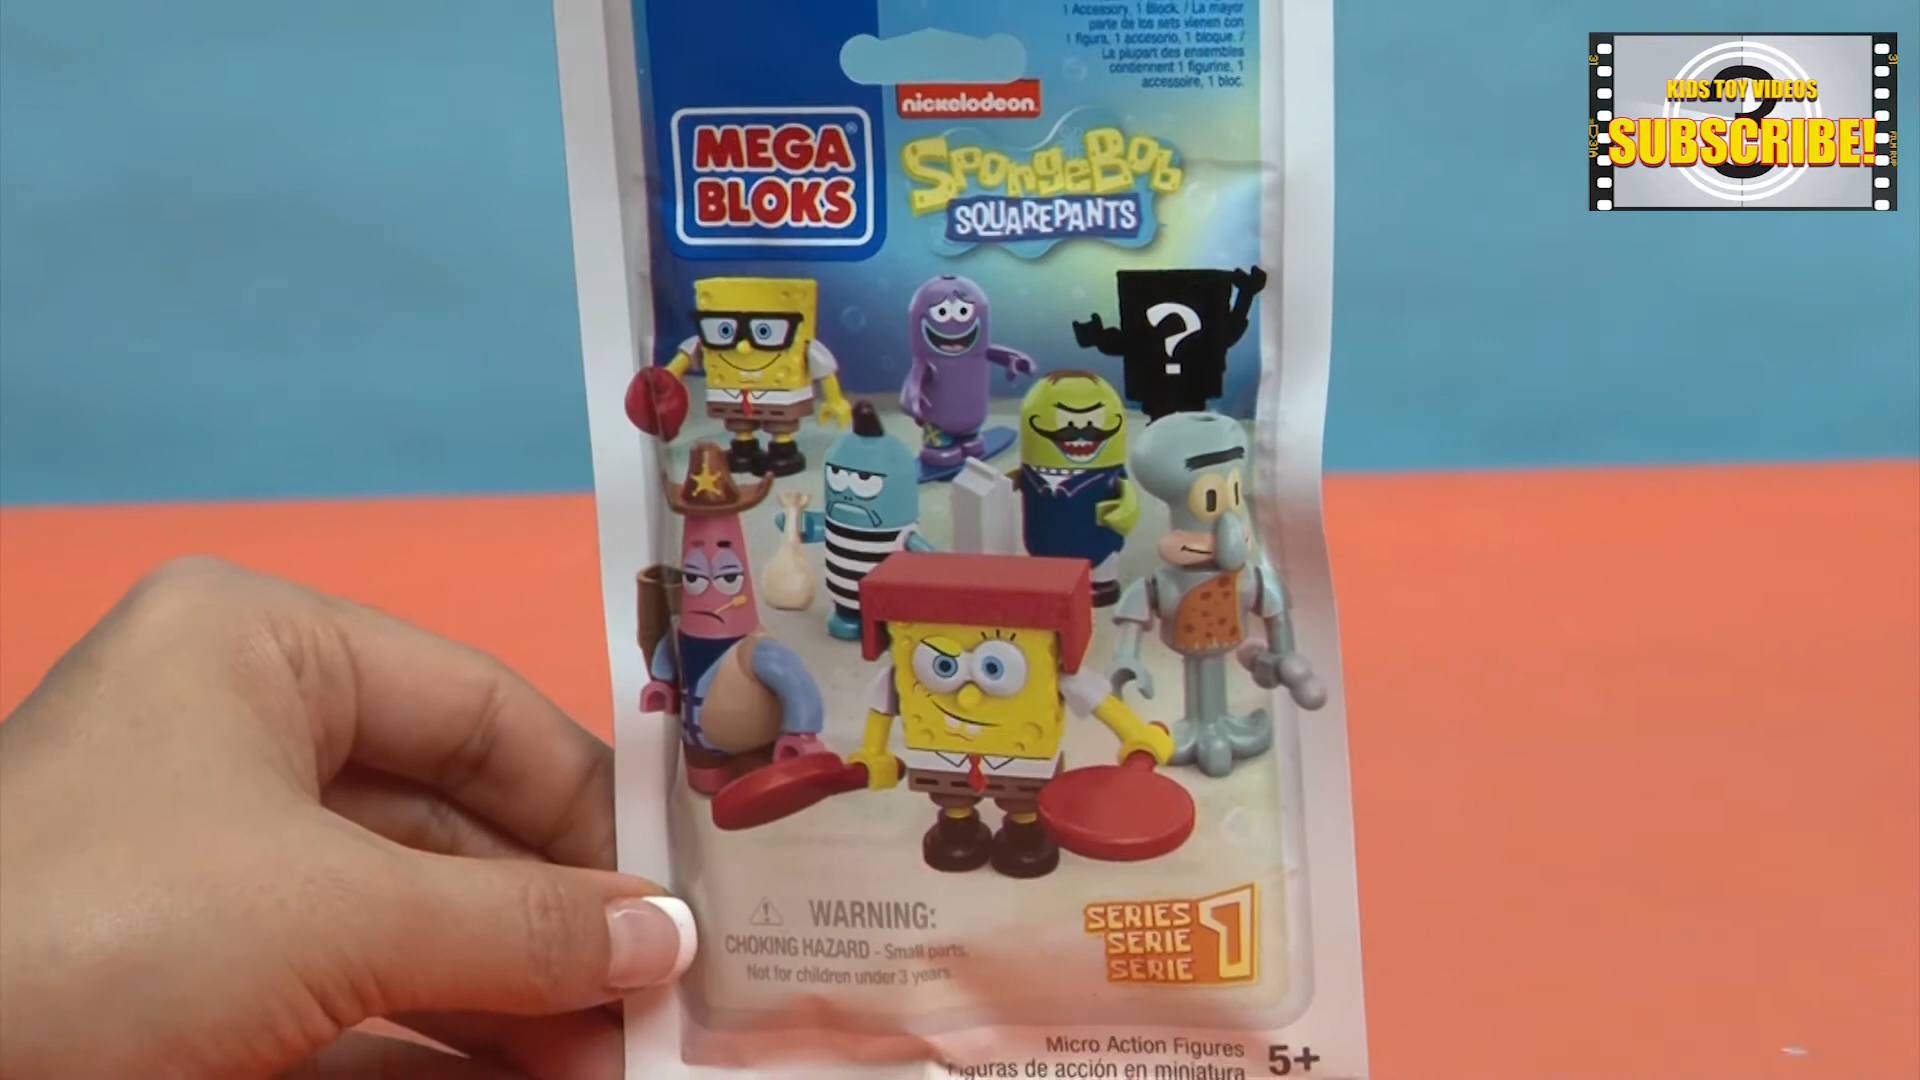 1 Accessory, 1 Block. / La mayor
parte de los sets vienen con
1 figura, 1 accesorio, 1 bloque. /
La plupart des ensembles
contiennent 1 figurine, 1
accessoire, 1 bloc.
nickelodeon
MEGA
BLOKS®
SpongeBob
SQUAREPANTS
?
KIDS TOY VIDEOS
3
SUBSCRIBE!
WARNING:
CHOKING HAZARD - Small parts.
Not for children under 3 years.
SERIES
SERIE
SÉRIE
1
Micro Action Figures
Figuras de acción en miniatura
5+